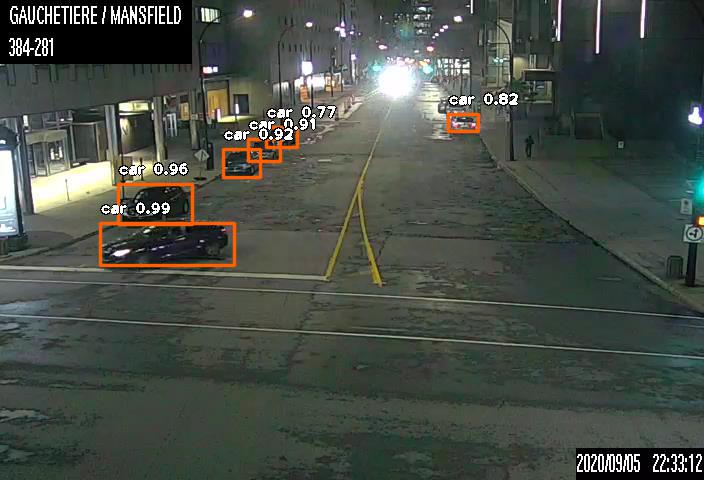 GAUCHETIERE / MANSFIELD
384-281
car 0.77
car 0.91
car 0.92
car 0.82
car 0.96
car 0.99
2020/09/05 22:33:12